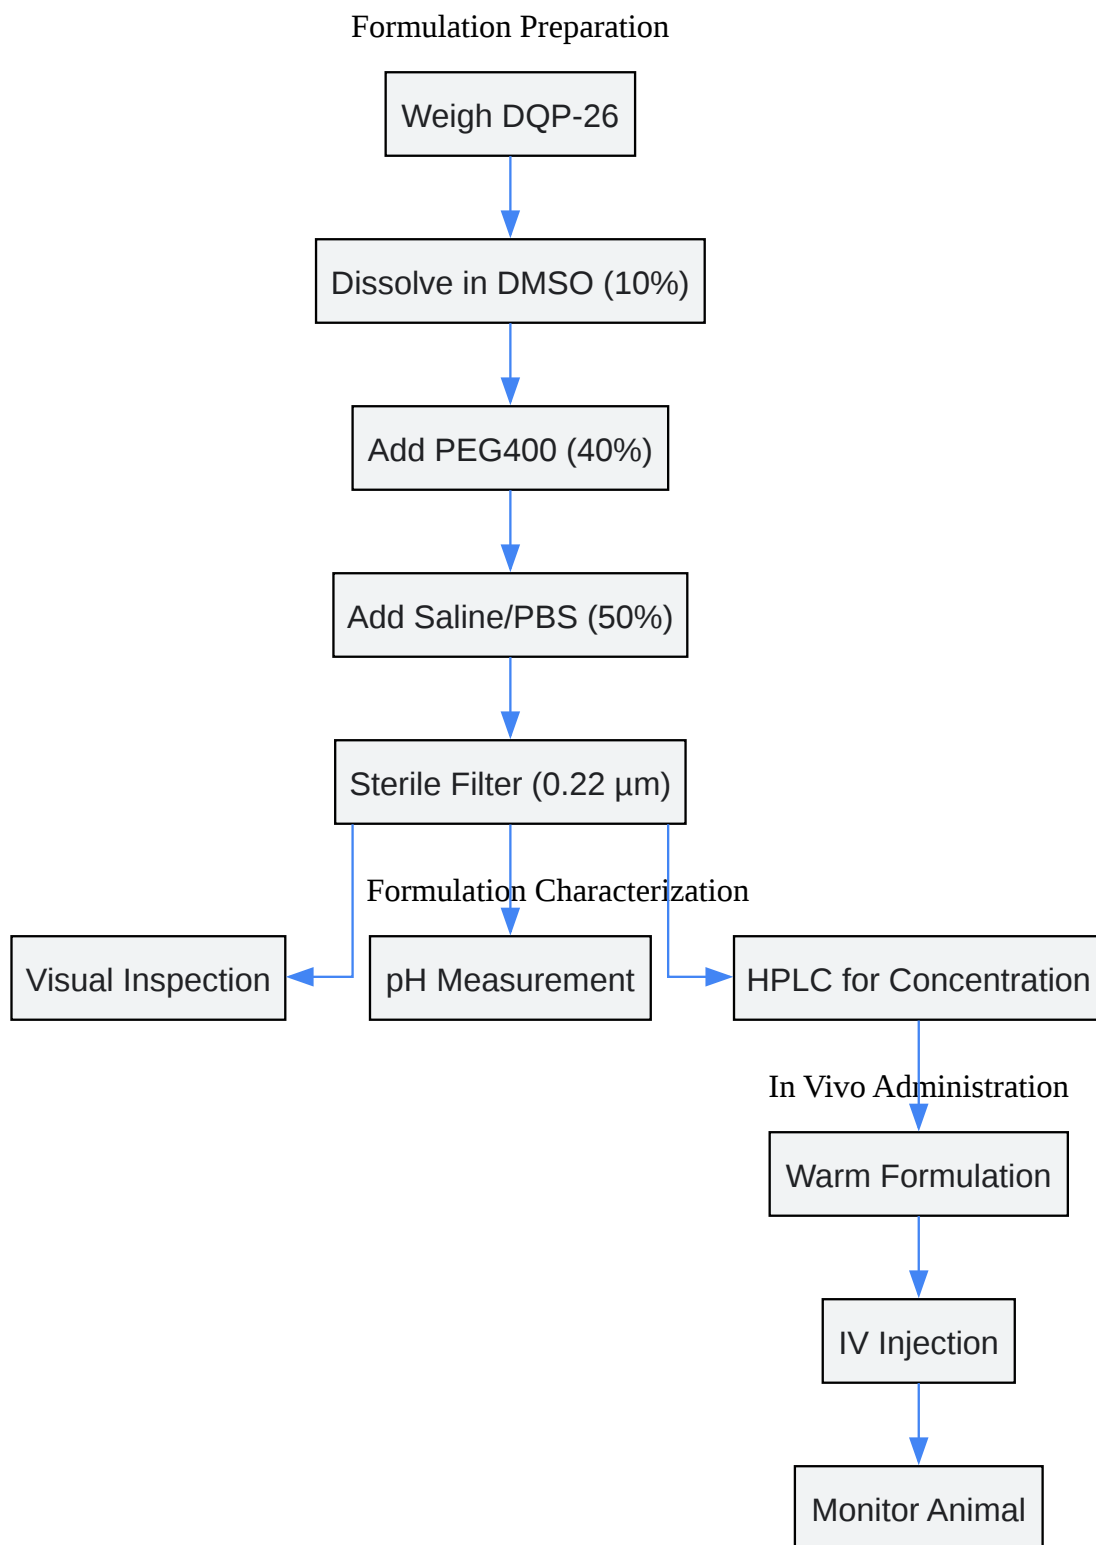 Formulation Preparation
Weigh DQP-26
Dissolve in DMSO (10%)
Add PEG400 (40%)
Add Saline/PBS (50%)
Sterile Filter (0.22 µm)
Formulation Characterization
Visual Inspection
pH Measurement
HPLC for Concentration
In Vivo Administration
Warm Formulation
IV Injection
Monitor Animal